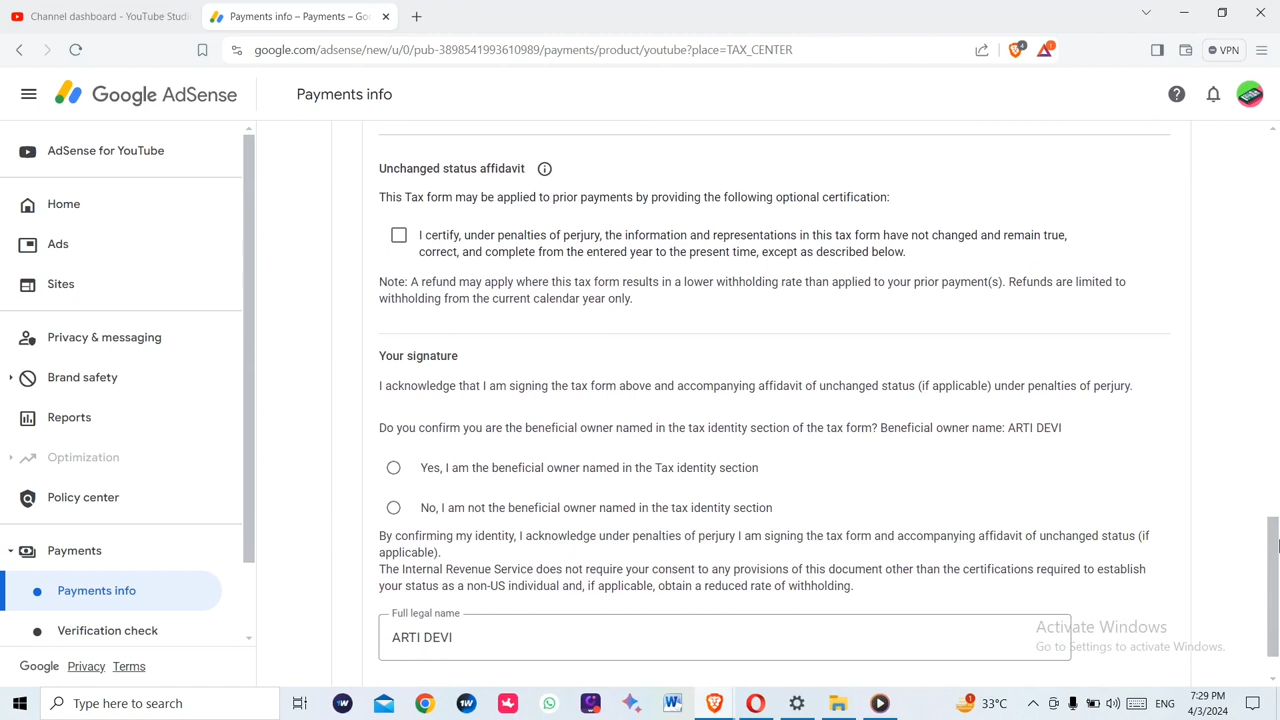 Channel dashboard - YouTube Studi
Payments info – Payments – Goo
google.com/adsense/new/u/0/pub-3898541993610989/payments/product/youtube?place=TAX_CENTER
4
VPN
Google AdSense
Payments info
AdSense for YouTube
Home
Ads
Sites
Privacy & messaging
Brand safety
Reports
Optimization
Policy center
Payments
Payments info
Verification check
Google Privacy Terms
Unchanged status affidavit
This Tax form may be applied to prior payments by providing the following optional certification:
I certify, under penalties of perjury, the information and representations in this tax form have not changed and remain true,
correct, and complete from the entered year to the present time, except as described below.
Note: A refund may apply where this tax form results in a lower withholding rate than applied to your prior payment(s). Refunds are limited to
withholding from the current calendar year only.
Your signature
I acknowledge that I am signing the tax form above and accompanying affidavit of unchanged status (if applicable) under penalties of perjury.
Do you confirm you are the beneficial owner named in the tax identity section of the tax form? Beneficial owner name: ARTI DEVI
Yes, I am the beneficial owner named in the Tax identity section
No, I am not the beneficial owner named in the tax identity section
By confirming my identity, I acknowledge under penalties of perjury I am signing the tax form and accompanying affidavit of unchanged status (if
applicable).
The Internal Revenue Service does not require your consent to any provisions of this document other than the certifications required to establish
your status as a non-US individual and, if applicable, obtain a reduced rate of withholding.
Full legal name
ARTI DEVI
Activate Windows
Go to Settings to activate Windows.
Type here to search
1W
1W
1
33°C
ENG
7:29 PM
4/3/2024